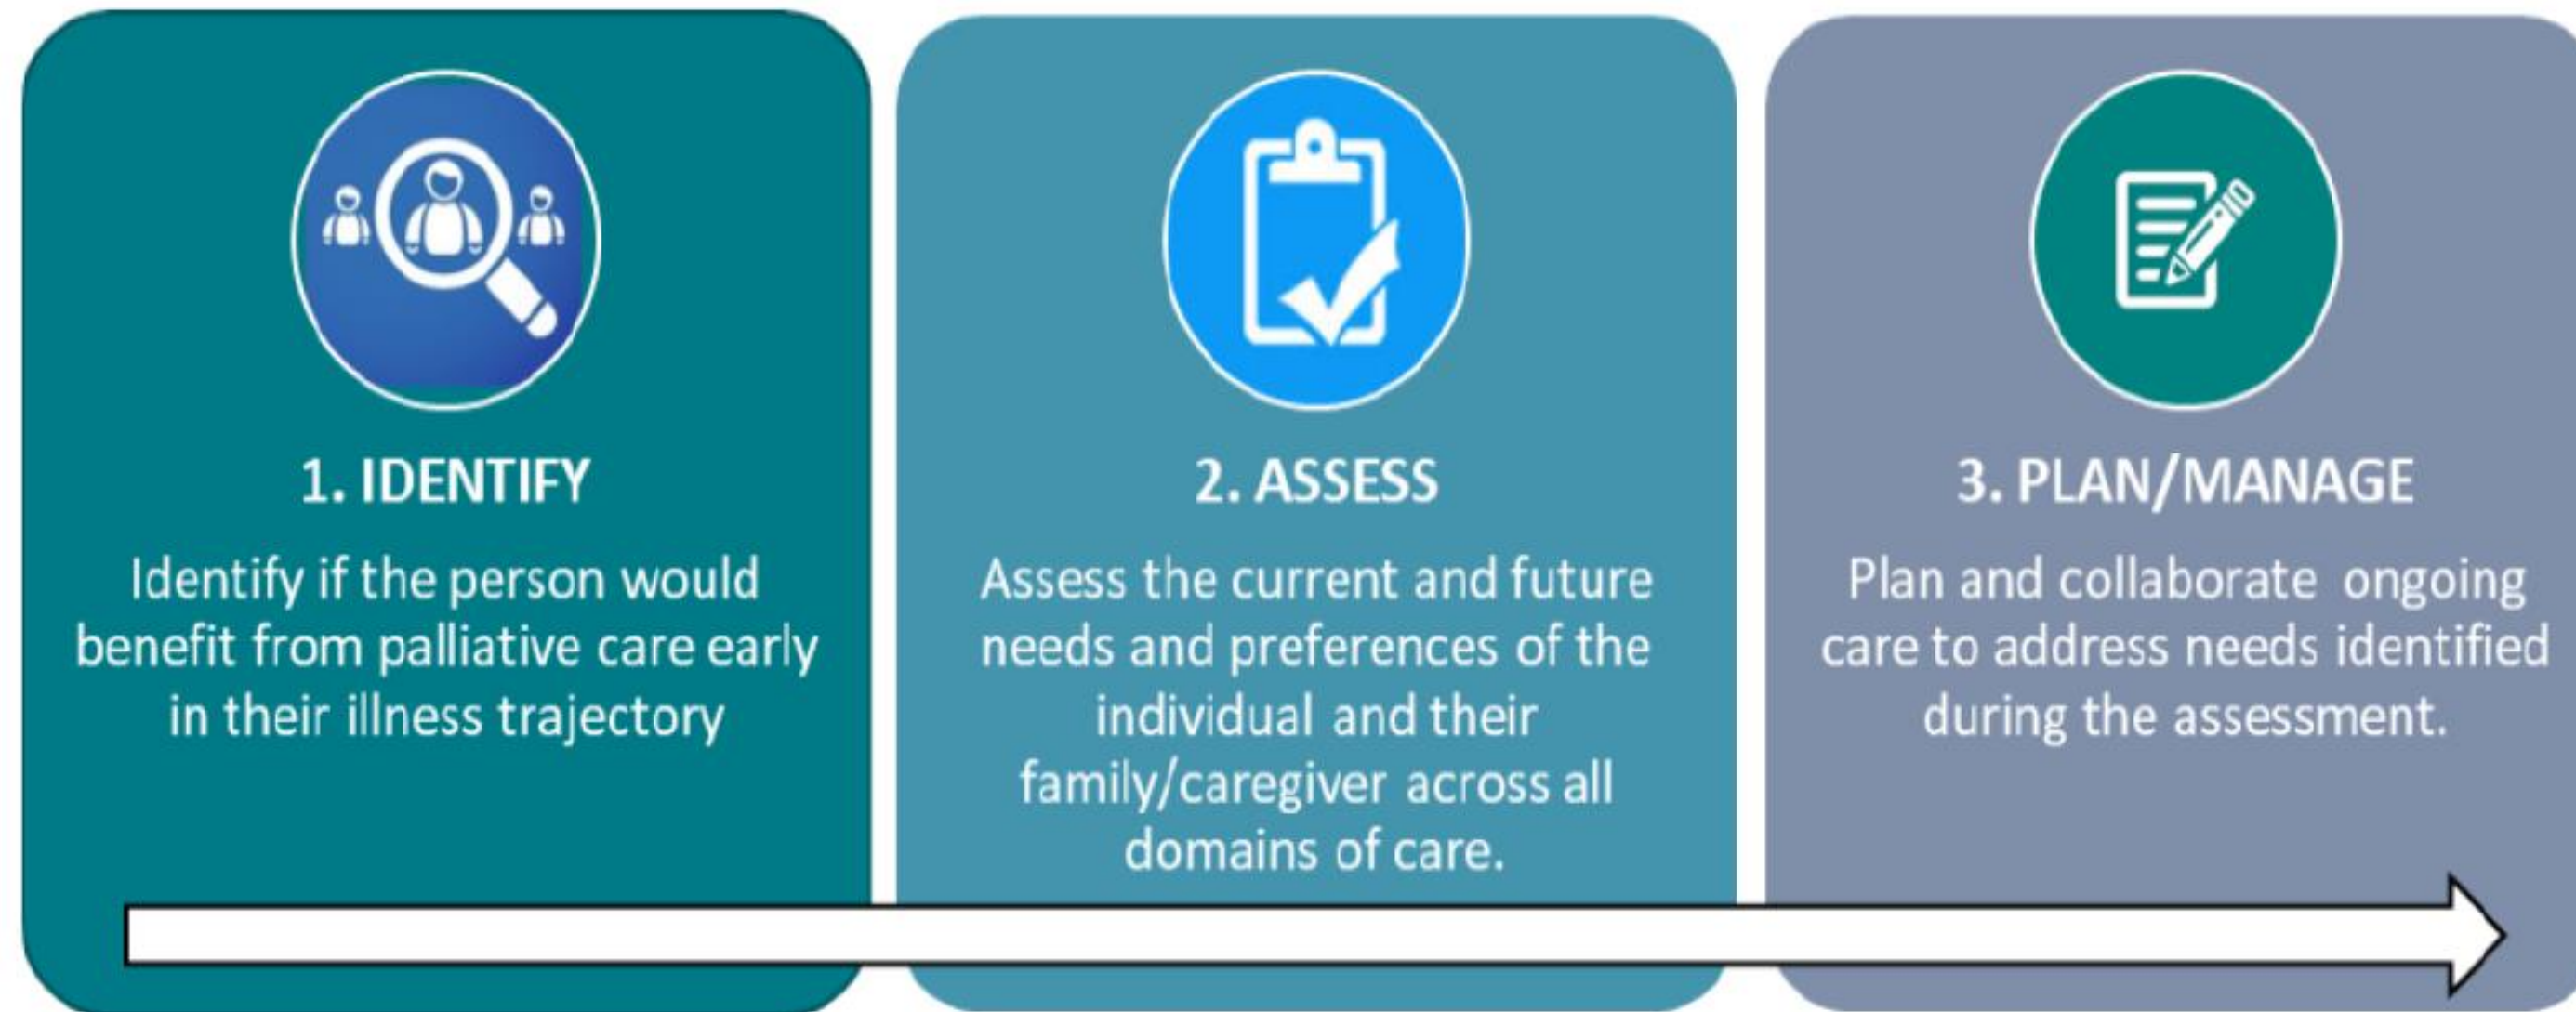 1. IDENTIFY
Identify if the person would
benefit from palliative care early
in their illness trajectory
2. ASSESS
Assess the current and future
needs and preferences of the
individual and their
family/caregiver across all
domains of care.
3. PLAN/MANAGE
Plan and collaborate ongoing
care to address needs identified
during the assessment.